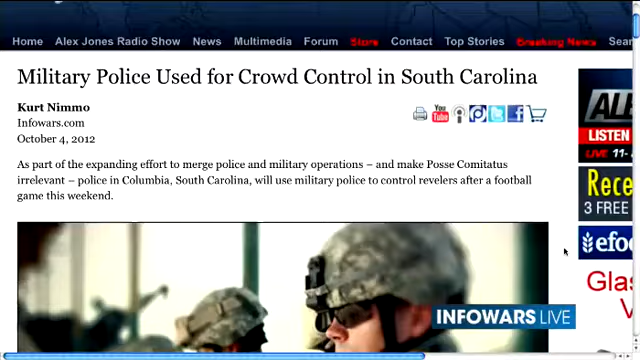 Home Alex Jones Radio Show News Multimedia Forum Store Contact Top Stories Breaking News
Military Police Used for Crowd Control in South Carolina
Kurt Nimmo
Infowars.com
October 4, 2012
You Tube
As part of the expanding effort to merge police and military operations – and make Posse Comitatus
irrelevant – police in Columbia, South Carolina, will use military police to control revelers after a football
game this weekend.
LISTEN
LIVE 11-
3 FREE
INFOWARS LIVE